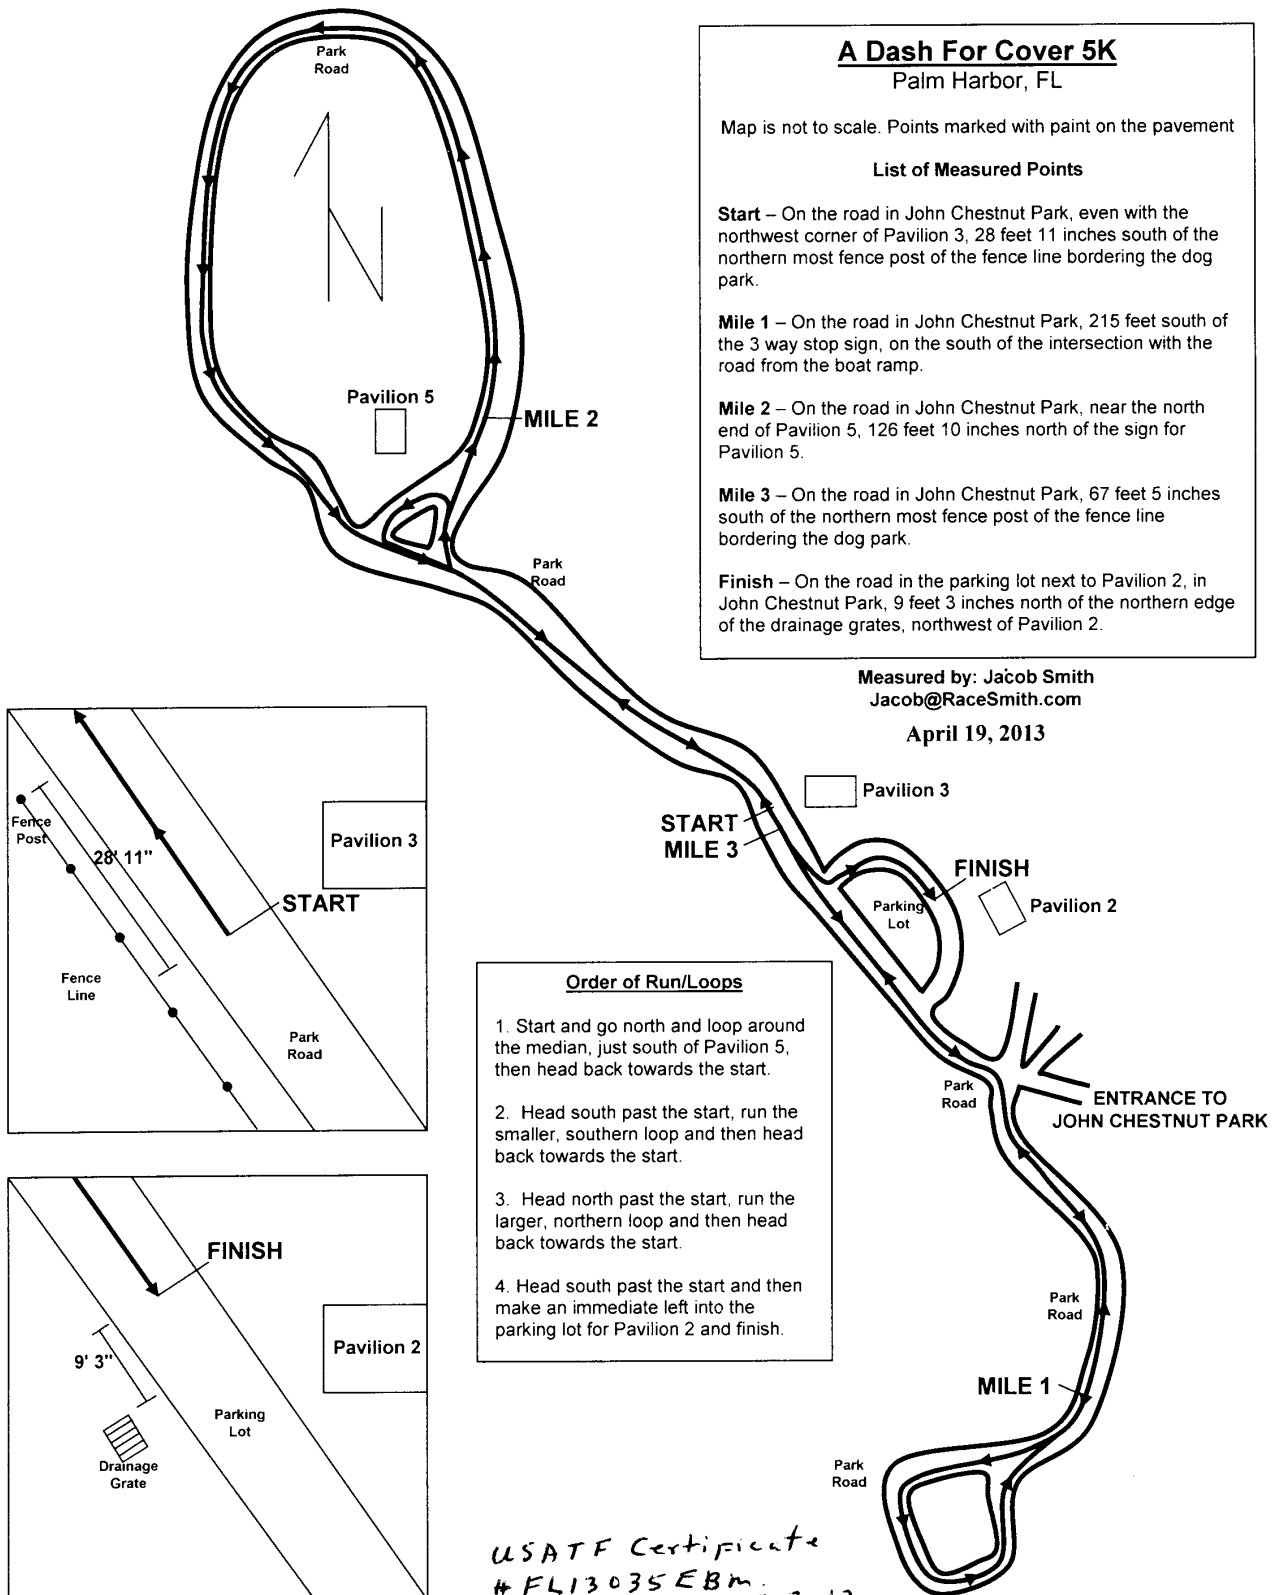 Park
Road
N
A Dash For Cover 5K
Palm Harbor, FL
Map is not to scale. Points marked with paint on the pavement
List of Measured Points
Start – On the road in John Chestnut Park, even with the
northwest corner of Pavilion 3, 28 feet 11 inches south of the
northern most fence post of the fence line bordering the dog
park.
Mile 1 – On the road in John Chestnut Park, 215 feet south of
the 3 way stop sign, on the south of the intersection with the
road from the boat ramp.
Mile 2 – On the road in John Chestnut Park, near the north
end of Pavilion 5, 126 feet 10 inches north of the sign for
Pavilion 5.
Mile 3 – On the road in John Chestnut Park, 67 feet 5 inches
south of the northern most fence post of the fence line
bordering the dog park.
Finish – On the road in the parking lot next to Pavilion 2, in
John Chestnut Park, 9 feet 3 inches north of the northern edge
of the drainage grates, northwest of Pavilion 2.
Measured by: Jacob Smith
Jacob@RaceSmith.com
April 19, 2013
Pavilion 5
MILE 2
Park
Road
Pavilion 3
START
MILE 3
FINISH
Parking
Lot
Pavilion 2
Fence
Post
28' 11"
Pavilion 3
START
Fence
Line
Park
Road
Order of Run/Loops
1. Start and go north and loop around
the median, just south of Pavilion 5,
then head back towards the start.
2. Head south past the start, run the
smaller, southern loop and then head
back towards the start.
3. Head north past the start, run the
larger, northern loop and then head
back towards the start.
4. Head south past the start and then
make an immediate left into the
parking lot for Pavilion 2 and finish.
Park
Road
ENTRANCE TO
JOHN CHESTNUT PARK
Park
Road
MILE 1
Park
Road
FINISH
9' 3"
Pavilion 2
Parking
Lot
Drainage
Grate
USATF Certificate
# FL13035EBM